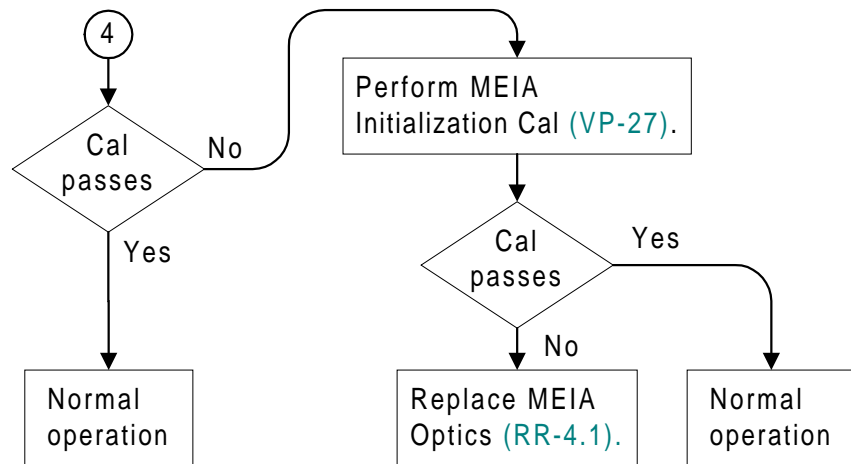 4
Cal
passes
No
Yes
Normal
operation
Perform MEIA
Initialization Cal (VP-27).
Cal
passes
Yes
No
Replace MEIA
Optics (RR-4.1).
Normal
operation